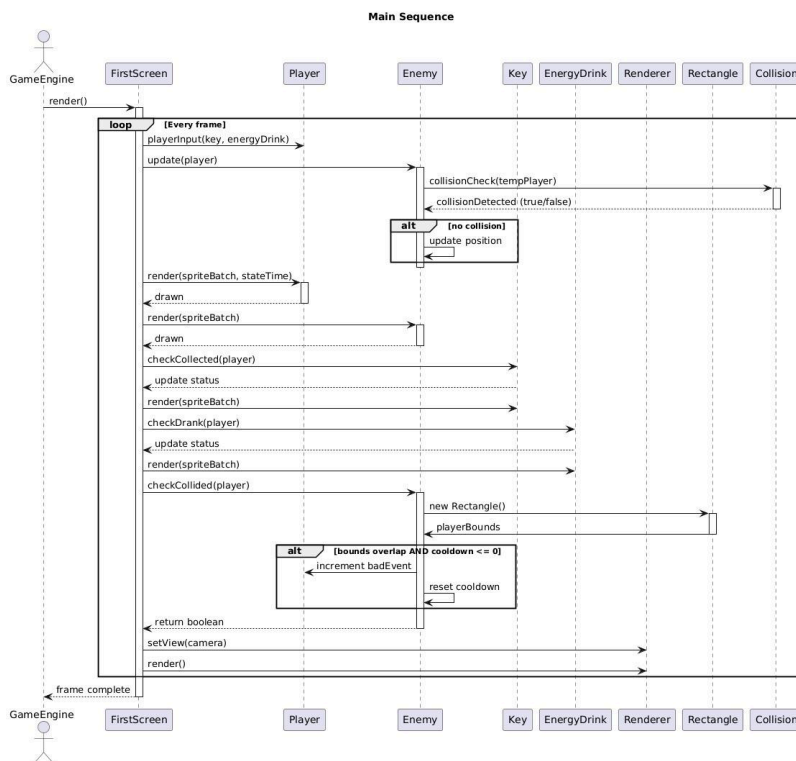 Main Sequence
GameEngine
FirstScreen Player Enemy Key EnergyDrink Renderer Rectangle Collision
render()
loop [Every frame]
playerInput(key, energyDrink)
update(player)
collisionCheck(tempPlayer)
collisionDetected (true/false)
alt [no collision]
update position
render(spriteBatch, stateTime)
drawn
render(spriteBatch)
drawn
checkCollected(player)
update status
render(spriteBatch)
checkDrank(player)
update status
render(spriteBatch)
checkCollided(player)
new Rectangle()
playerBounds
alt [bounds overlap AND cooldown <= 0]
increment badEvent
reset cooldown
return boolean
setView(camera)
render()
frame complete
GameEngine
FirstScreen Player Enemy Key EnergyDrink Renderer Rectangle Collision